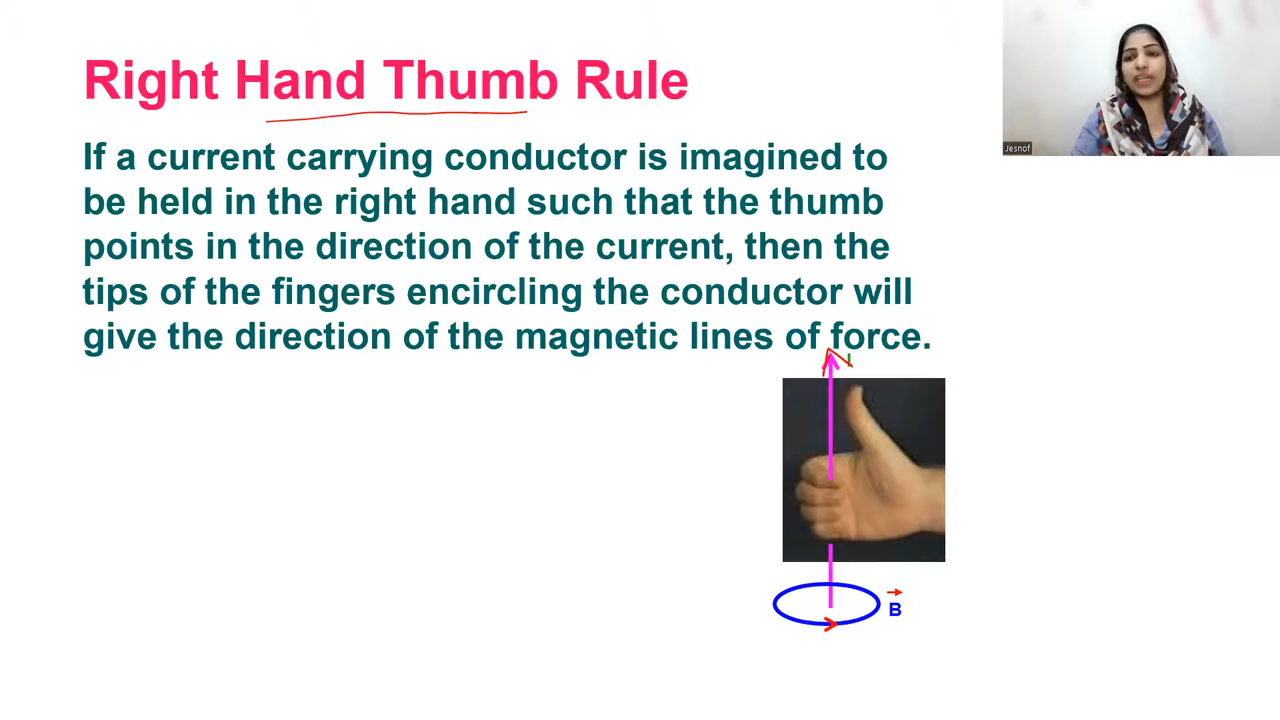 Right Hand Thumb Rule
If a current carrying conductor is imagined to
be held in the right hand such that the thumb
points in the direction of the current, then the
tips of the fingers encircling the conductor will
give the direction of the magnetic lines of force.
I
B
Jesnof